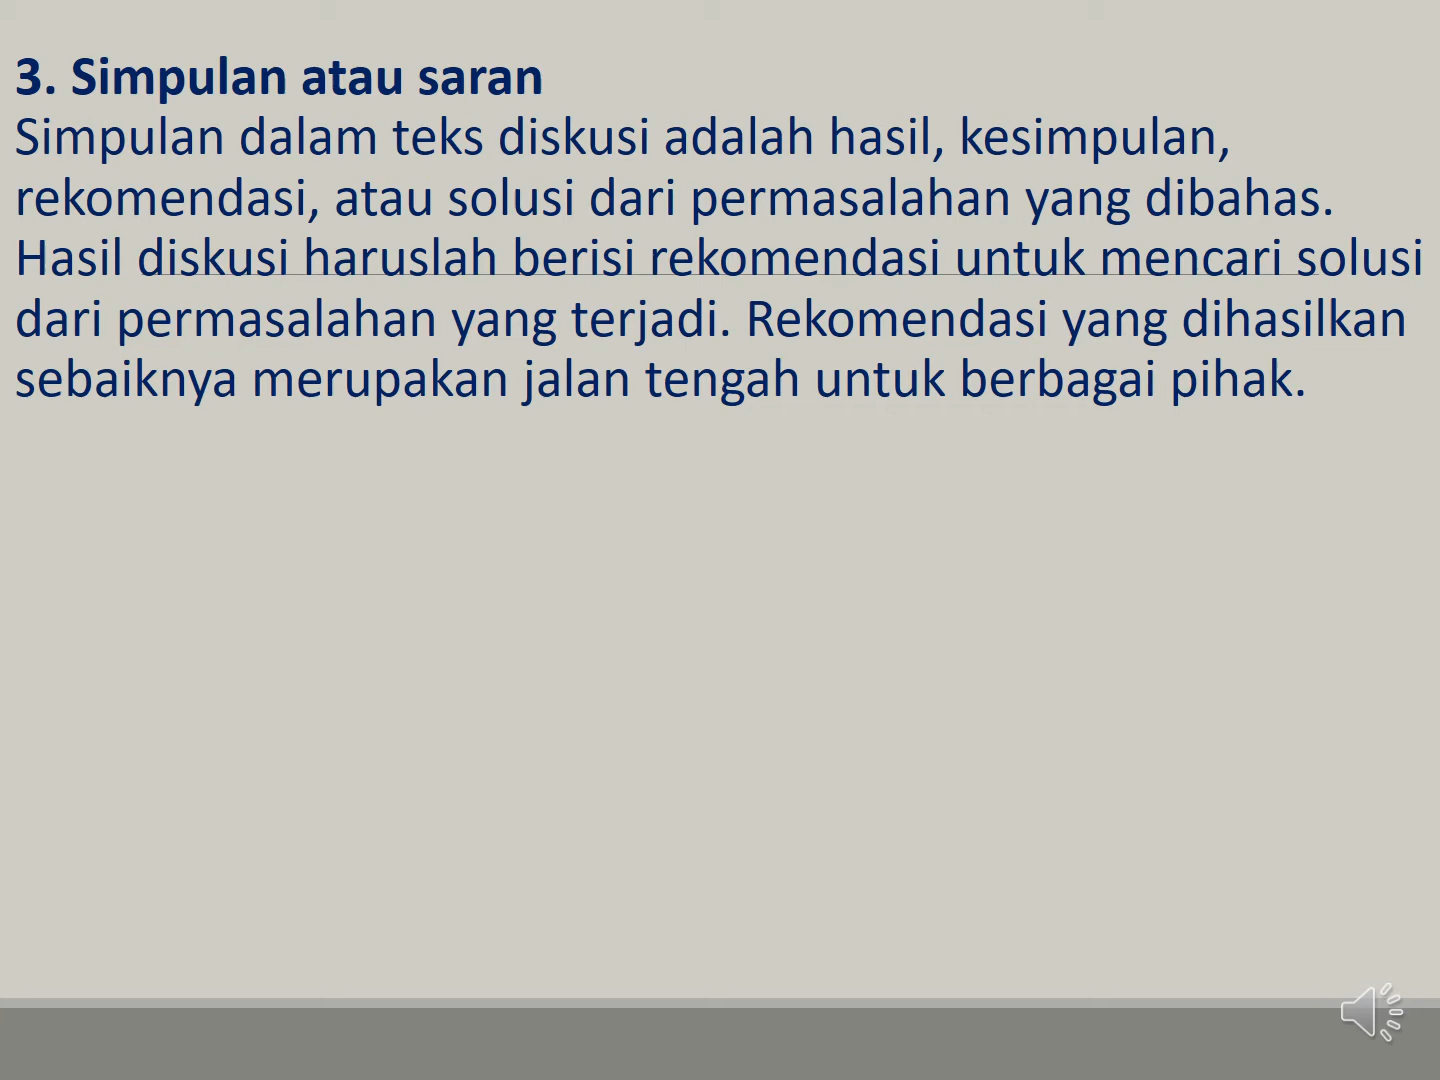 3. Simpulan atau saran
Simpulan dalam teks diskusi adalah hasil, kesimpulan,
rekomendasi, atau solusi dari permasalahan yang dibahas.
Hasil diskusi haruslah berisi rekomendasi untuk mencari solusi
dari permasalahan yang terjadi. Rekomendasi yang dihasilkan
sebaiknya merupakan jalan tengah untuk berbagai pihak.